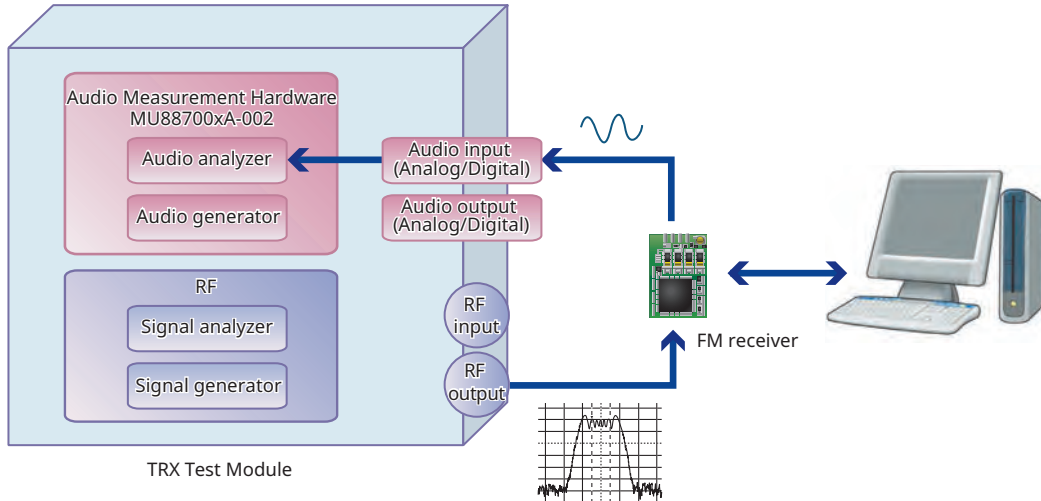 Audio Measurement Hardware
MU88700xA-002
Audio analyzer
Audio generator
Audio input
(Analog/Digital)
Audio output
(Analog/Digital)
RF
Signal analyzer
Signal generator
RF
input
RF
output
FM receiver
TRX Test Module